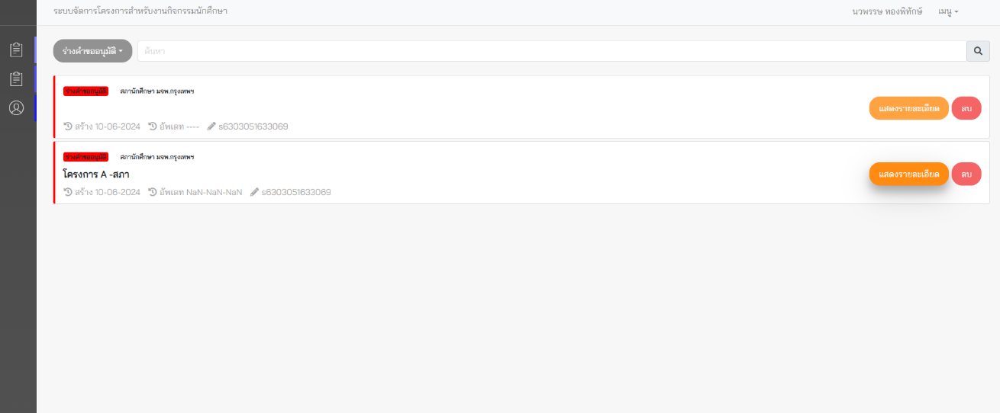 ระบบจัดการโครงการสำหรับงานกิจกรรมนักศึกษา
นวพรรษ ทองพิทักษ์ เมนู
ร่างคำขออนุมัติ
ค้นหา
ร่างคำขออนุมัติ สภานักศึกษา มจพ.กรุงเทพฯ
แสดงรายละเอียด ลบ
สร้าง 10-06-2024 อัพเดท ---- s6303051633069
ร่างคำขออนุมัติ สภานักศึกษา มจพ.กรุงเทพฯ
โครงการ A -สภา
แสดงรายละเอียด ลบ
สร้าง 10-06-2024 อัพเดท NaN-NaN-NaN s6303051633069